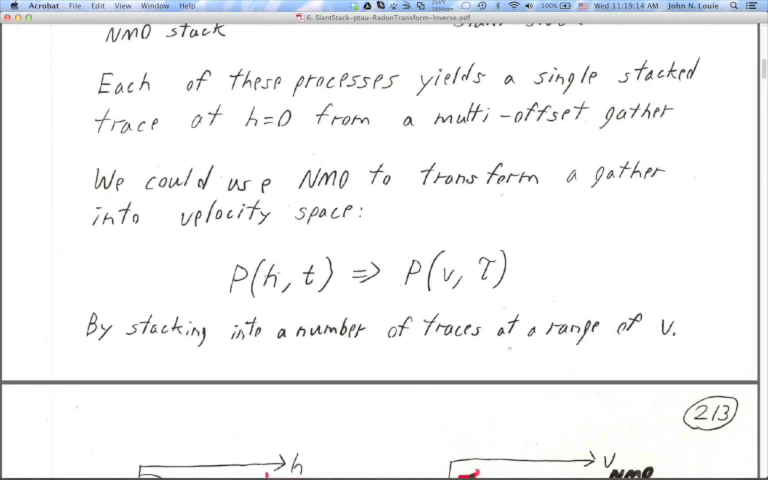 Acrobat File Edit View Window Help
100% Wed 11:19:14 AM John N. Louie
6. SlantStack-ptau-RadonTransform-Inverse.pdf
NMO stack
Each of these processes yields a single stacked
trace at h=0 from a multi-offset gather
We could use NMO to transform a gather
into velocity space:
P(h, t) ⇒ P(v, τ)
By stacking into a number of traces at a range of v.
213
h
v
NMO